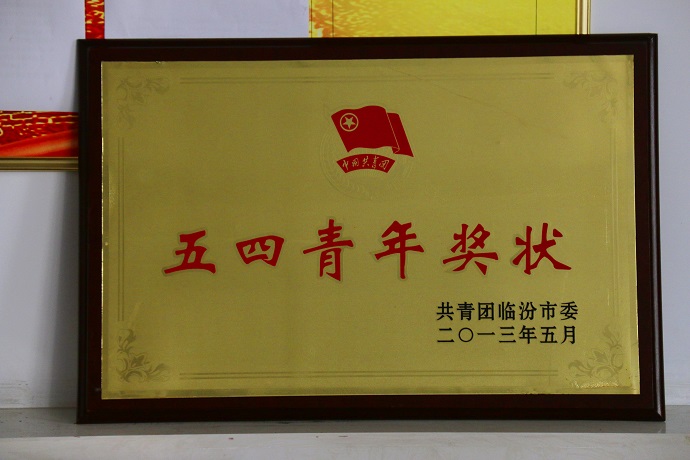 中国共青团
五四青年奖状
共青团临汾市委
二〇一三年五月